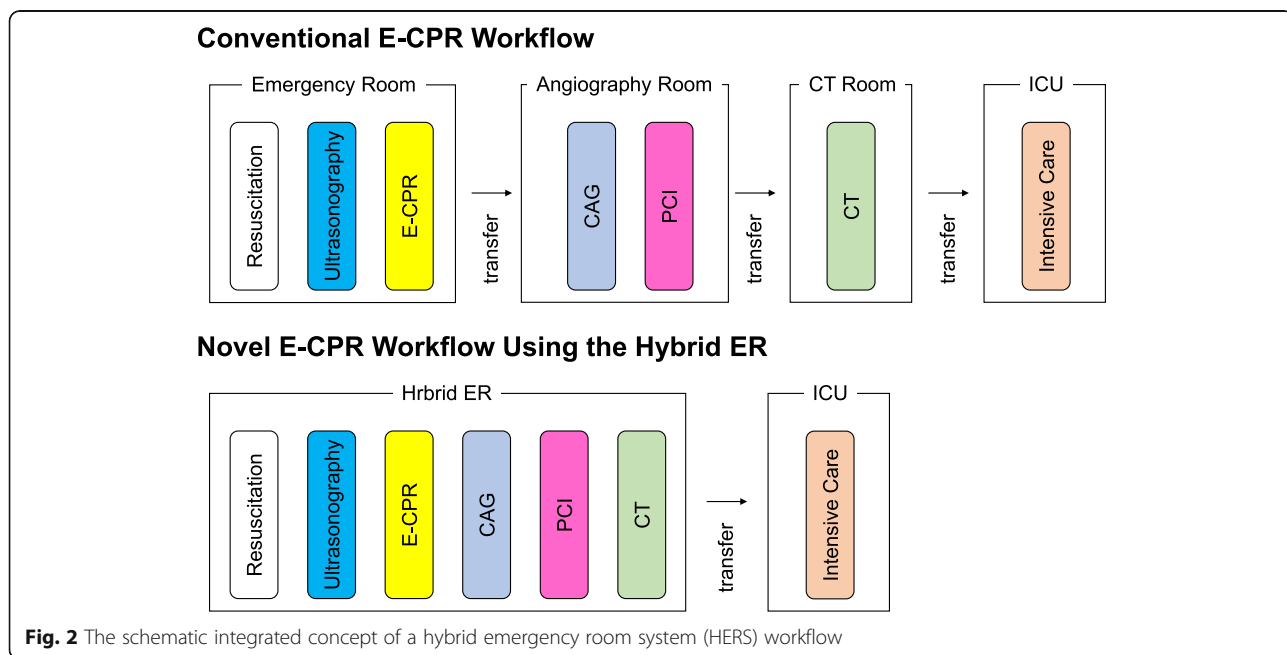 Conventional E-CPR Workflow
Emergency Room
Angiography Room
CT Room
ICU
Resuscitation
Ultrasonography
E-CPR
transfer
CAG
PCI
transfer
CT
transfer
Intensive Care
Novel E-CPR Workflow Using the Hybrid ER
Hrbrid ER
ICU
Resuscitation
Ultrasonography
E-CPR
CAG
PCI
CT
transfer
Intensive Care
Fig. 2 The schematic integrated concept of a hybrid emergency room system (HERS) workflow